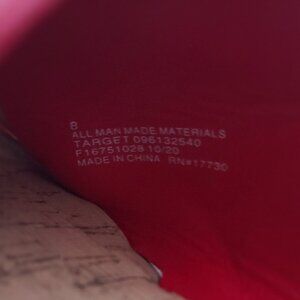 8
ALL MAN MADE MATERIALS
TARGET 096132540
F16751028 10/20
MADE IN CHINA RN#17730